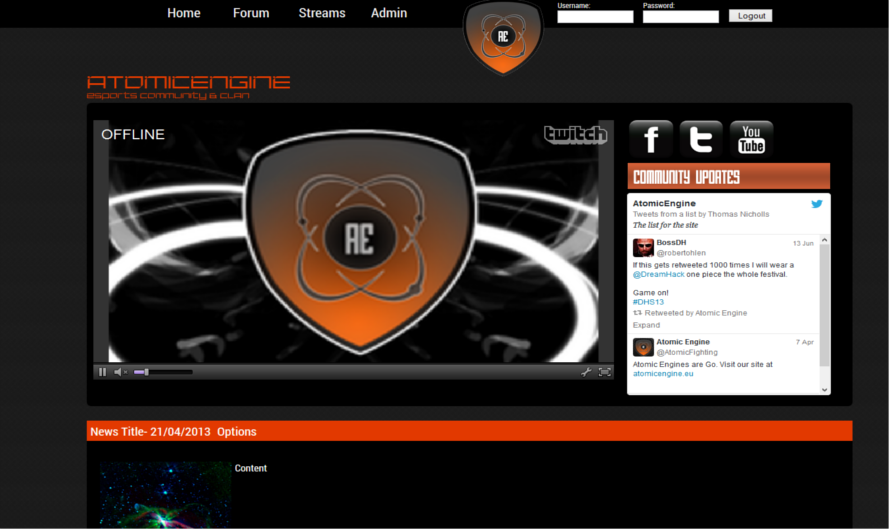 Home Forum Streams Admin
Username: Password:
Logout
AE
ATOMICENGINE
esports community & clan
OFFLINE
twitch
AE
f t You Tube
COMMUNITY UPDATES
AtomicEngine
Tweets from a list by Thomas Nicholls
The list for the site
BossDH 13 Jun
@robertohlen
If this gets retweeted 1000 times I will wear a
@DreamHack one piece the whole festival.
Game on!
#DHS13
Retweeted by Atomic Engine
Expand
Atomic Engine 7 Apr
@AtomicFighting
Atomic Engines are Go. Visit our site at
atomicengine.eu
News Title- 21/04/2013 Options
Content